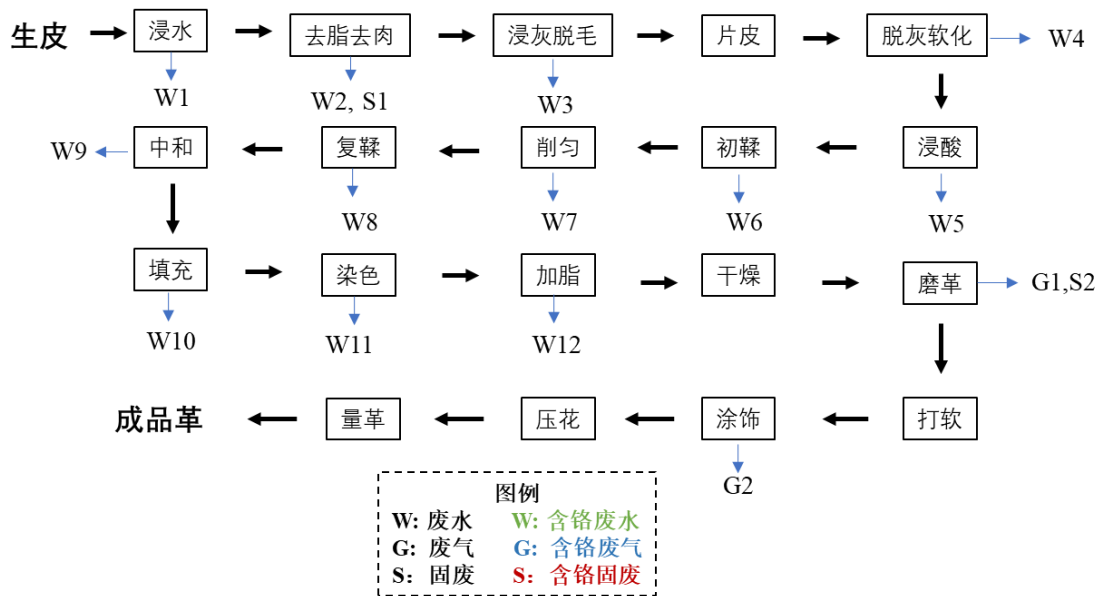 生皮 浸水 去脂去肉 浸灰脱毛 片皮 脱灰软化 W4
W1 W2, S1 W3
W9 中和 复鞣 削匀 初鞣 浸酸
W8 W7 W6 W5
填充 染色 加脂 干燥 磨革 G1,S2
W10 W11 W12
成品革 量革 压花 涂饰 打软
G2
图例
W: 废水 W: 含铬废水
G: 废气 G: 含铬废气
S: 固废 S: 含铬固废